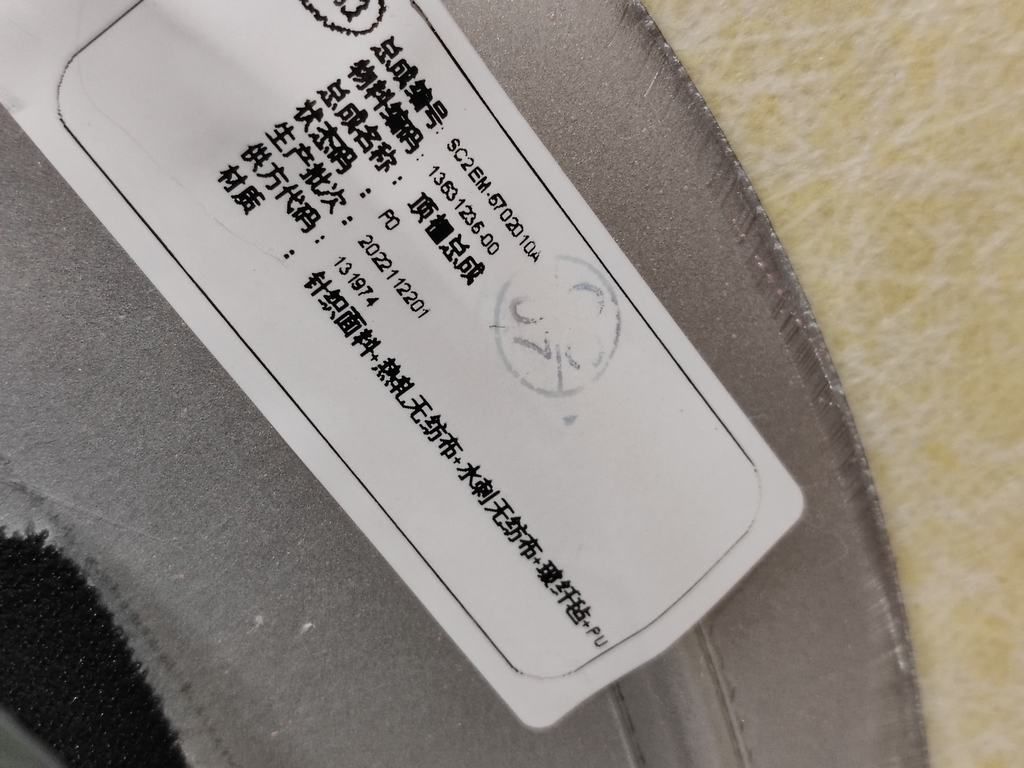 总成编号: SC2EM-5702010A
物料编码: 13631236-00
总成名称: 顶棚总成
状态码: P0
生产批次: 2022112201
供方代码: 131974
材质: 针织面料+热轧无纺布+水刺无纺布+玻纤毡+PU